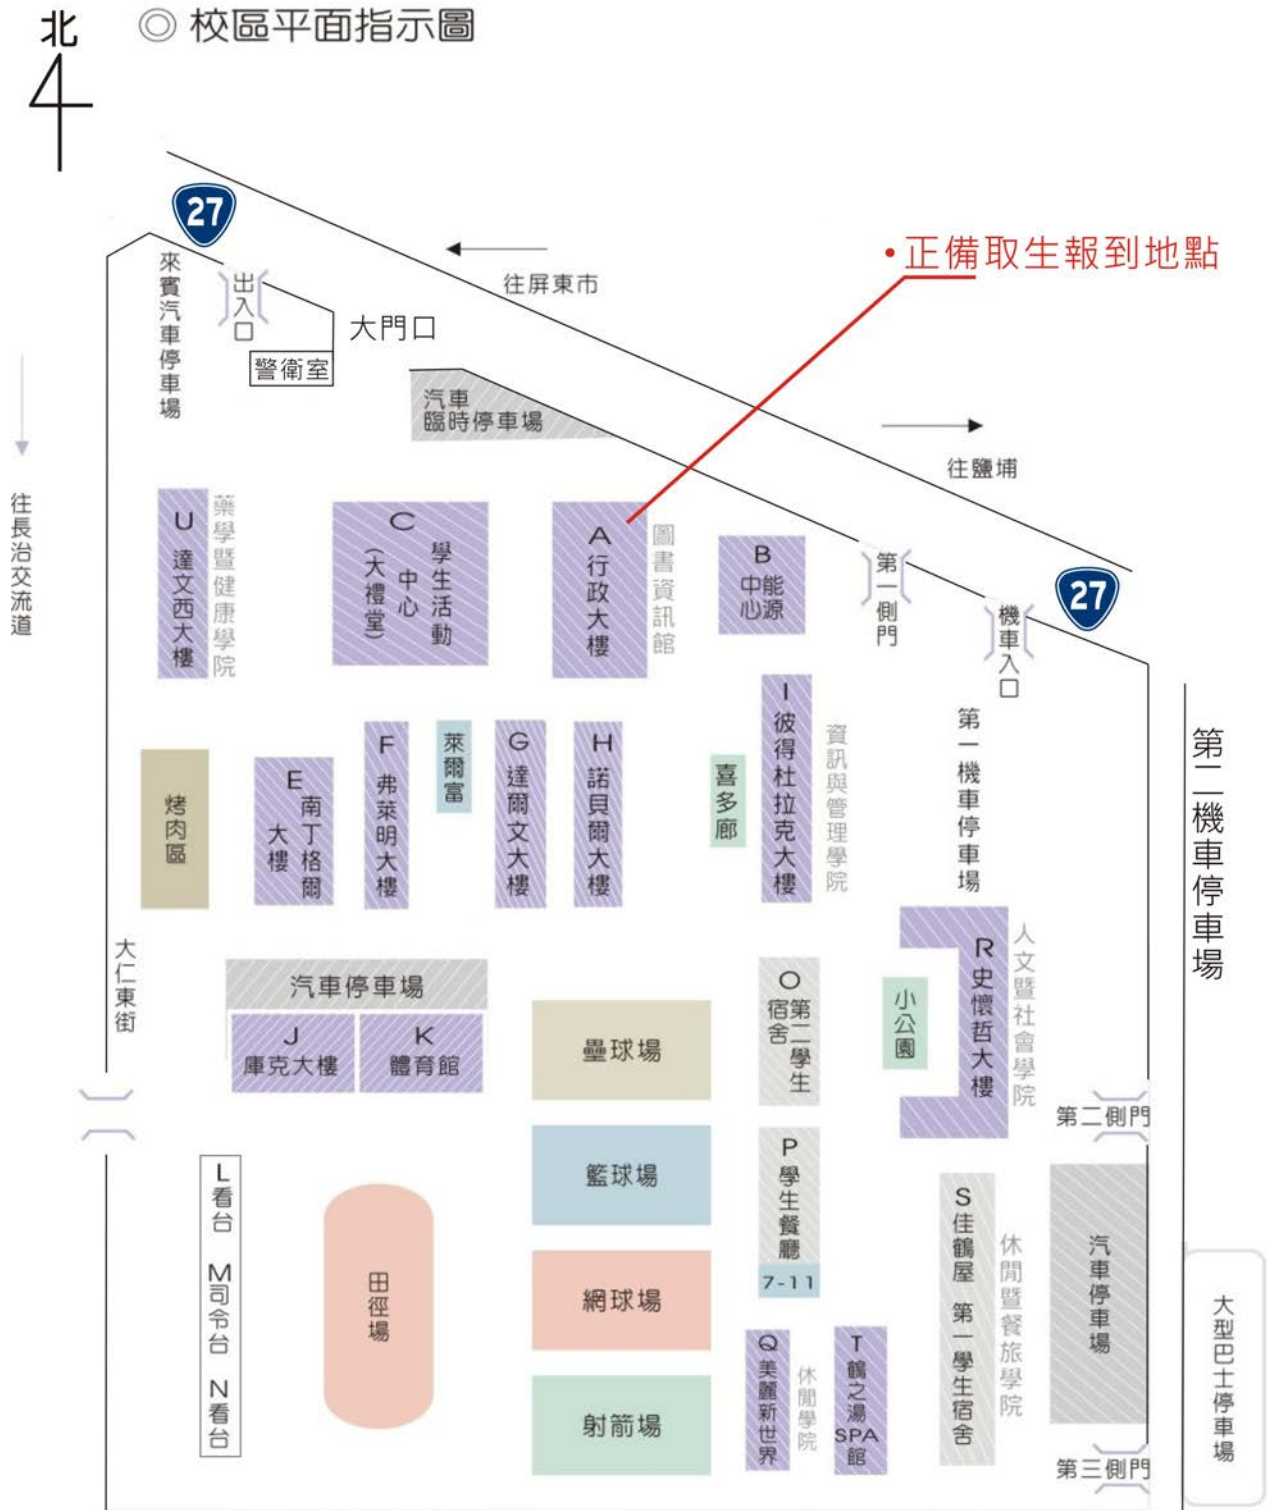 北
◎ 校區平面指示圖
27
• 正備取生報到地點
往屏東市
來賓汽車停車場
出入口
大門口
警衛室
汽車
臨時停車場
往鹽埔
往長治交流道
U 達文西大樓
藥學暨健康學院
C
學生活動
中心
(大禮堂)
A 行政大樓
圖書資訊館
B
能源
中心
第一側門
27
機車入口
第一機車停車場
第二機車停車場
烤肉區
E
南丁格爾
大樓
F 弗萊明大樓
萊爾富
G 達爾文大樓
H 諾貝爾大樓
喜多廊
I 彼得杜拉克大樓
資訊與管理學院
大仁東街
汽車停車場
J
庫克大樓
K
體育館
壘球場
O
第二學生
宿舍
小公園
R 史懷哲大樓
人文暨社會學院
第二側門
L看台
M司令台
N看台
田徑場
籃球場
P 學生餐廳
7-11
S佳鶴屋 第一學生宿舍
休閒暨餐旅學院
汽車停車場
大型巴士停車場
網球場
射箭場
Q 美麗新世界
休閒學院
T
鶴之湯
SPA
館
第三側門